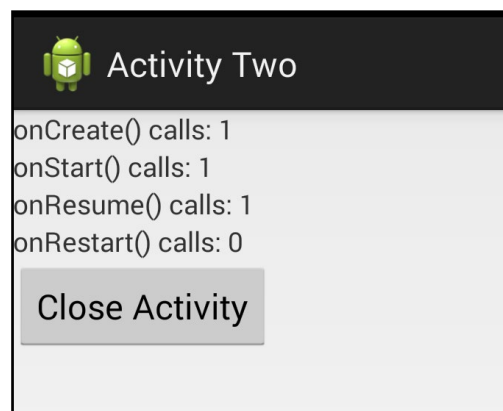 Activity Two
onCreate() calls: 1
onStart() calls: 1
onResume() calls: 1
onRestart() calls: 0
Close Activity